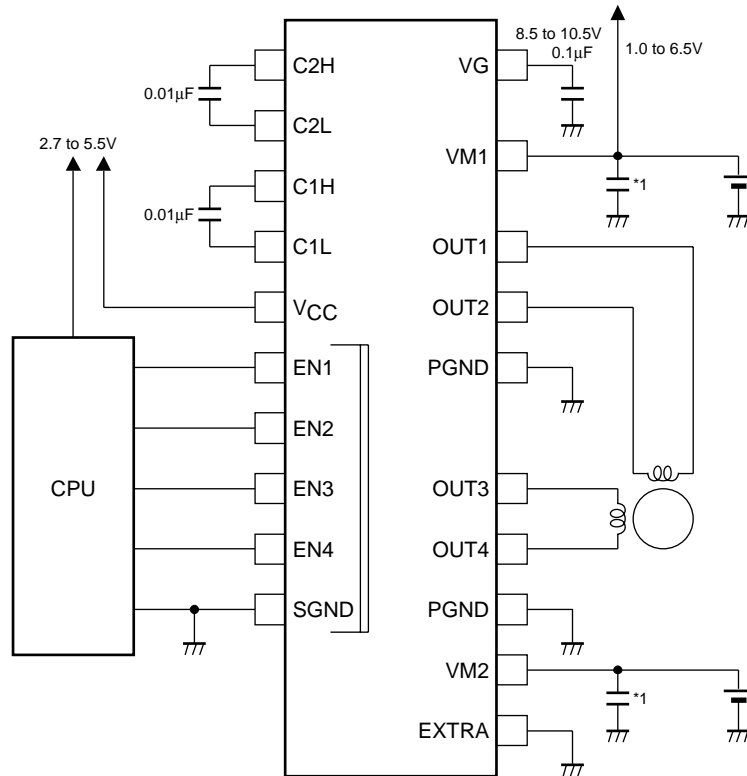 8.5 to 10.5V
0.1μF
1.0 to 6.5V
C2H
VG
0.01μF
C2L
2.7 to 5.5V
VM1
C1H
*1
0.01μF
C1L
OUT1
VCC
OUT2
EN1
PGND
EN2
CPU
EN3
OUT3
EN4
OUT4
SGND
PGND
VM2
*1
EXTRA